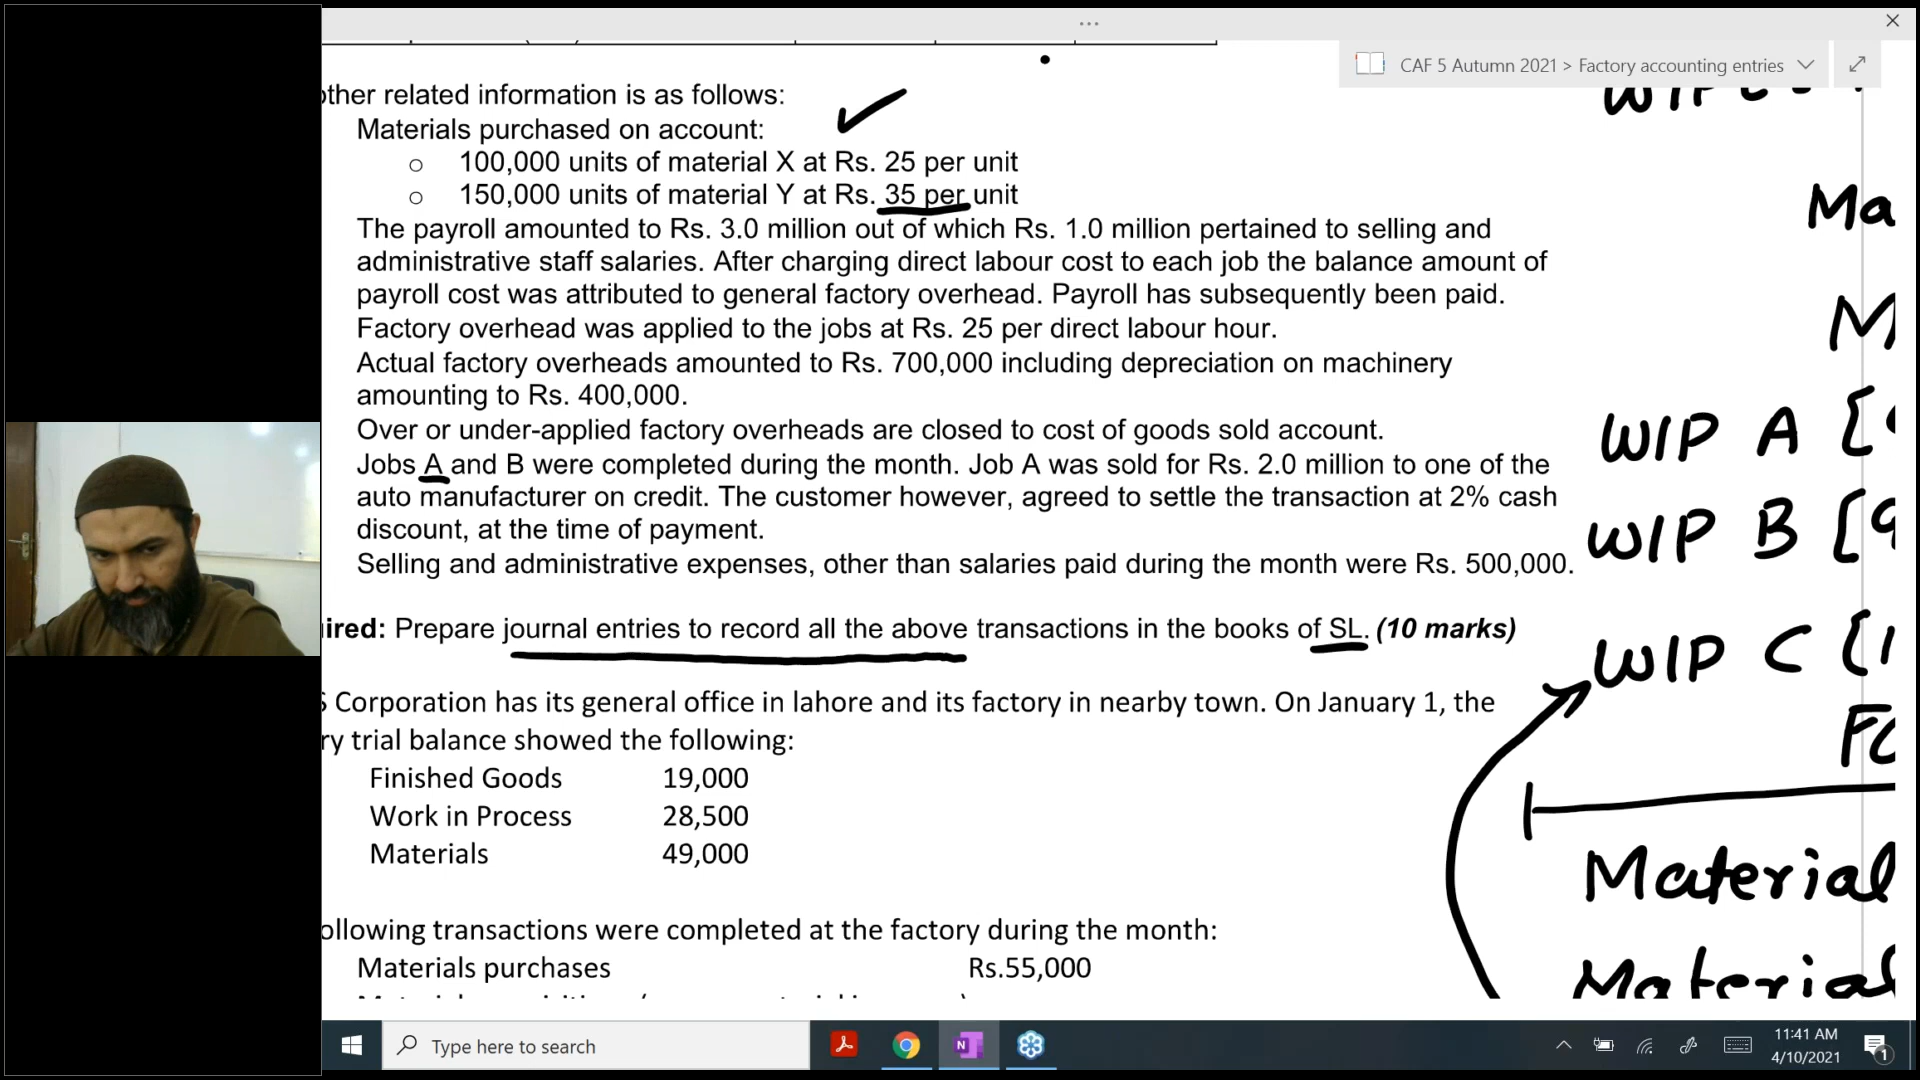 CAF 5 Autumn 2021 > Factory accounting entries
other related information is as follows:
Materials purchased on account:
○ 100,000 units of material X at Rs. 25 per unit
○ 150,000 units of material Y at Rs. 35 per unit
The payroll amounted to Rs. 3.0 million out of which Rs. 1.0 million pertained to selling and
administrative staff salaries. After charging direct labour cost to each job the balance amount of
payroll cost was attributed to general factory overhead. Payroll has subsequently been paid.
Factory overhead was applied to the jobs at Rs. 25 per direct labour hour.
Actual factory overheads amounted to Rs. 700,000 including depreciation on machinery
amounting to Rs. 400,000.
Over or under-applied factory overheads are closed to cost of goods sold account.
Jobs A and B were completed during the month. Job A was sold for Rs. 2.0 million to one of the
auto manufacturer on credit. The customer however, agreed to settle the transaction at 2% cash
discount, at the time of payment.
Selling and administrative expenses, other than salaries paid during the month were Rs. 500,000.
ired: Prepare journal entries to record all the above transactions in the books of SL. (10 marks)
S Corporation has its general office in lahore and its factory in nearby town. On January 1, the
ry trial balance showed the following:
Finished Goods 19,000
Work in Process 28,500
Materials 49,000
ollowing transactions were completed at the factory during the month:
Materials purchases Rs.55,000
Ma
M
WIP A [
WIP B [9
WIP C [1
FO
Material
Material
Type here to search
11:41 AM
4/10/2021
1